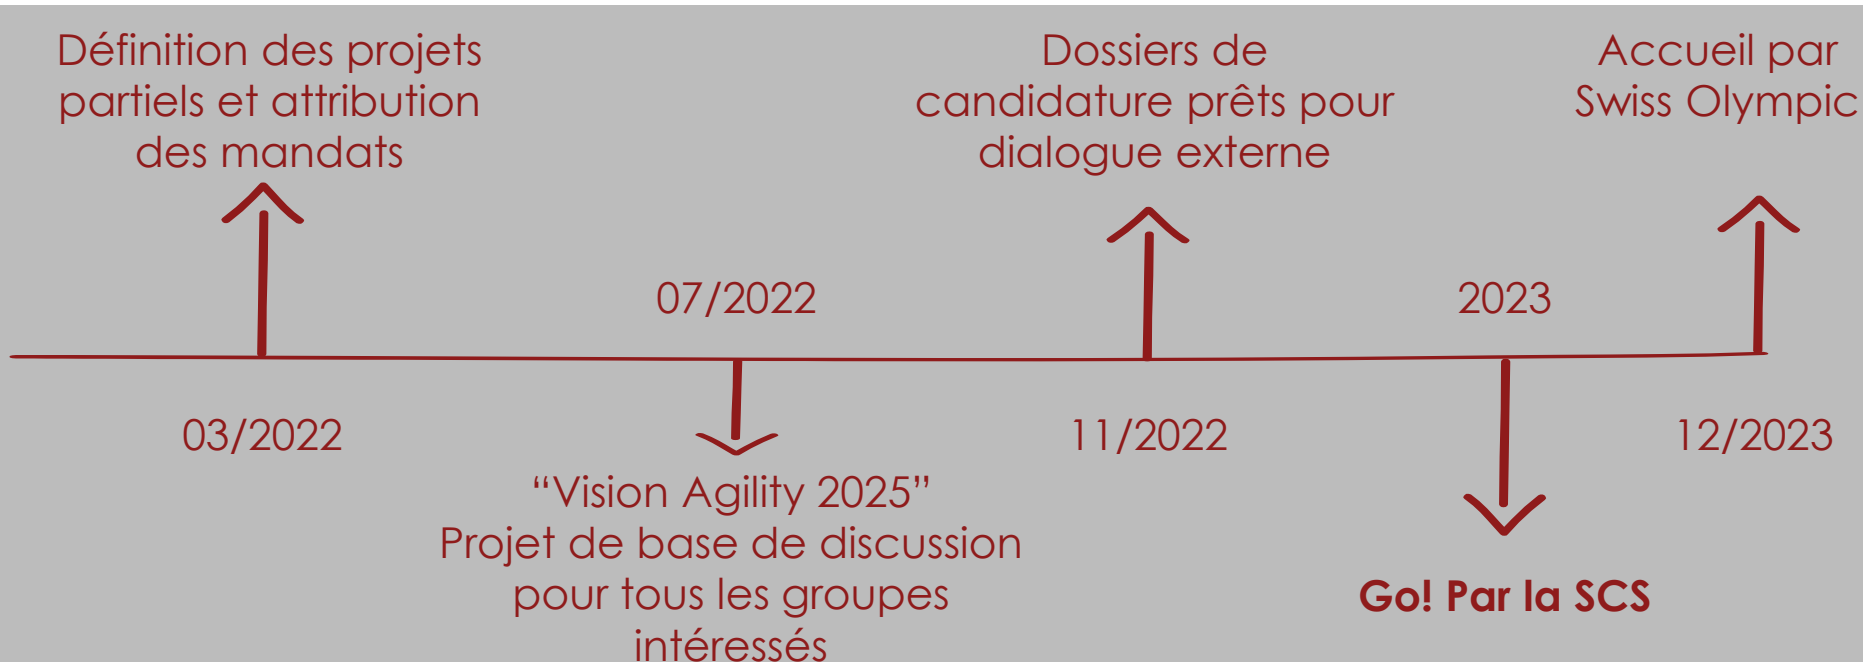 Définition des projets
partiels et attribution
des mandats
Dossiers de
candidature prêts pour
dialogue externe
Accueil par
Swiss Olympic
07/2022
2023
03/2022
11/2022
12/2023
“Vision Agility 2025”
Projet de base de discussion
pour tous les groupes
intéressés
Go! Par la SCS